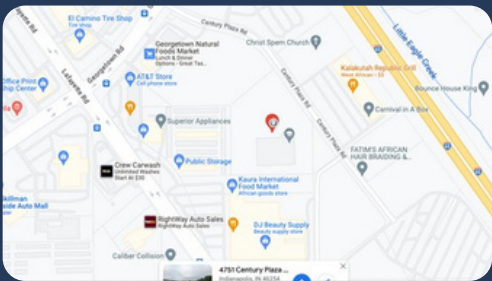 El Camino Tire Shop
Tire shop
Century Plaza Rd
Georgetown Natural
Foods Market
Lunch & Dinner
Options - Great Tas...
Christ Spem Church
Little Eagle Creek
Georgetown Rd
Lafayette Rd
Kalakutah Republic Grill
West African - $$
AT&T Store
Cell phone store
Century Plaza Rd
Bounce House King
Office Print
Ship Center
Carnival in A Box
Superior Appliances
Century Plaza Rd
FATIM'S AFRICAN
HAIR BRAIDING &...
Public Storage
Crew Carwash
Unlimited Washes
Start At $30
Kaura International
Food Market
African goods store
Skillman
side Auto Mall
RightWay Auto Sales
RightWay Auto Sales
DJ Beauty Supply
Beauty supply store
Caliber Collision
4751 Century Plaza ...
Indianapolis, IN 46254